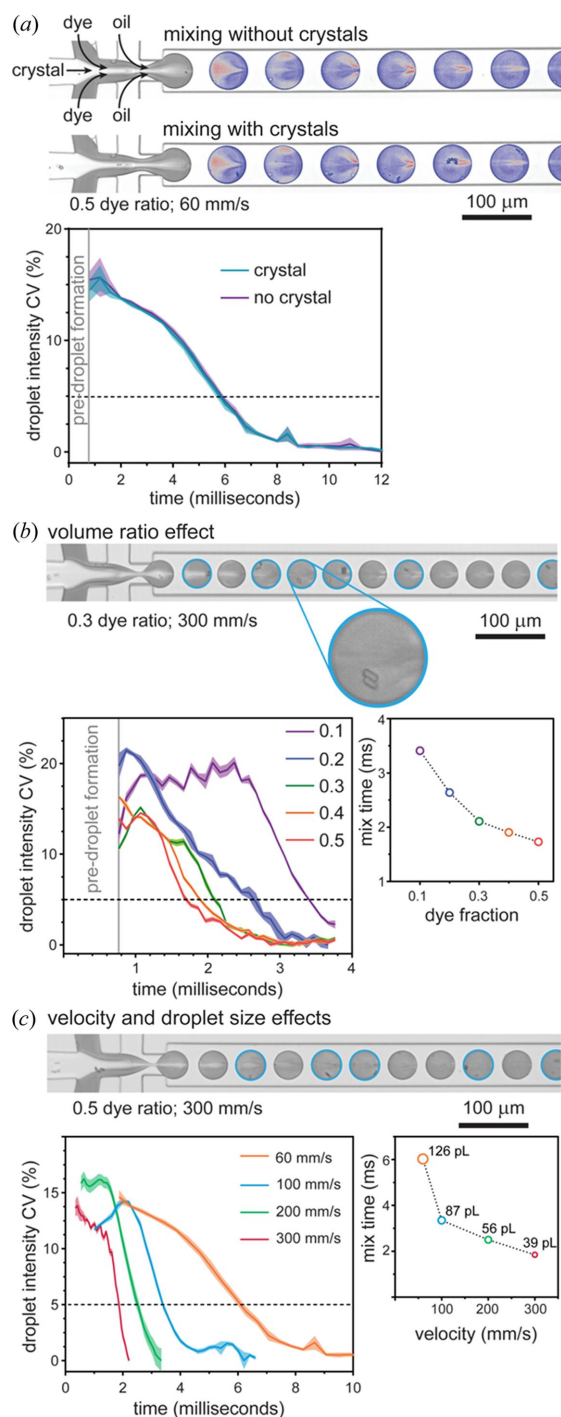 (a)
dye oil mixing without crystals
crystal
dye oil
mixing with crystals
0.5 dye ratio; 60 mm/s
100 μm
20
15
10
5
0
droplet intensity CV (%)
pre-droplet formation
crystal
no crystal
0 2 4 6 8 10 12
time (milliseconds)
(b) volume ratio effect
0.3 dye ratio; 300 mm/s
100 μm
20
15
10
5
0
droplet intensity CV (%)
pre-droplet formation
0.1
0.2
0.3
0.4
0.5
1 2 3 4
time (milliseconds)
4
3
2
1
mix time (ms)
0.1 0.3 0.5
dye fraction
(c) velocity and droplet size effects
0.5 dye ratio; 300 mm/s
100 μm
15
10
5
0
droplet intensity CV (%)
60 mm/s
100 mm/s
200 mm/s
300 mm/s
0 2 4 6 8 10
time (milliseconds)
6
4
2
mix time (ms)
126 pL
87 pL
56 pL
39 pL
100 200 300
velocity (mm/s)